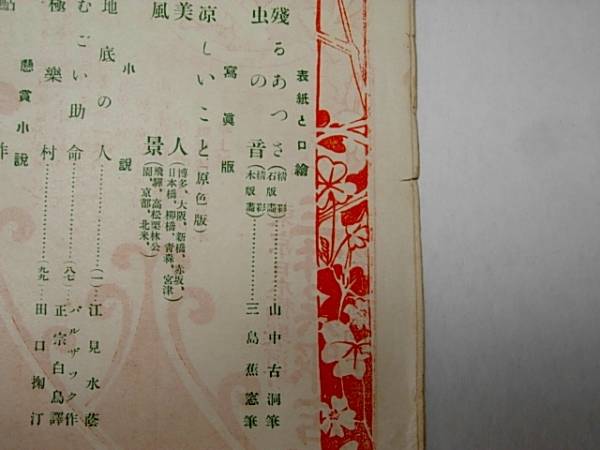 表紙と口繪
殘るあつさ(精彩石版畫)…………山中古洞筆
虫の音(精彩木版畫)…………三島蕉窓筆
寫眞版
凉しいこと(原色版)
美人(博多、大阪、新橋、赤坂、日本橋、柳橋、靑森、宮津)
風景(飛驒、高松栗林公園、京都、北米、)
小說
地底の人…………(一)江見水蔭
むごい助命…………(八七)バルザツク作 正宗白鳥譯
極樂村…………(九九)田口掬汀
懸賞小說